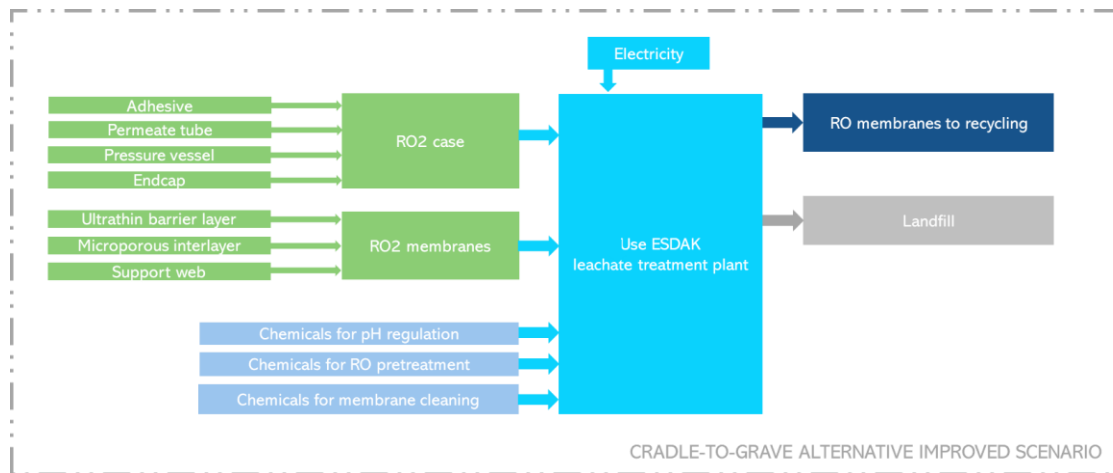 Electricity
Adhesive
Permeate tube
Pressure vessel
Endcap
RO2 case
RO membranes to recycling
Ultrathin barrier layer
Microporous interlayer
Support web
RO2 membranes
Use ESDAK
leachate treatment plant
Landfill
Chemicals for pH regulation
Chemicals for RO pretreatment
Chemicals for membrane cleaning
CRADLE-TO-GRAVE ALTERNATIVE IMPROVED SCENARIO